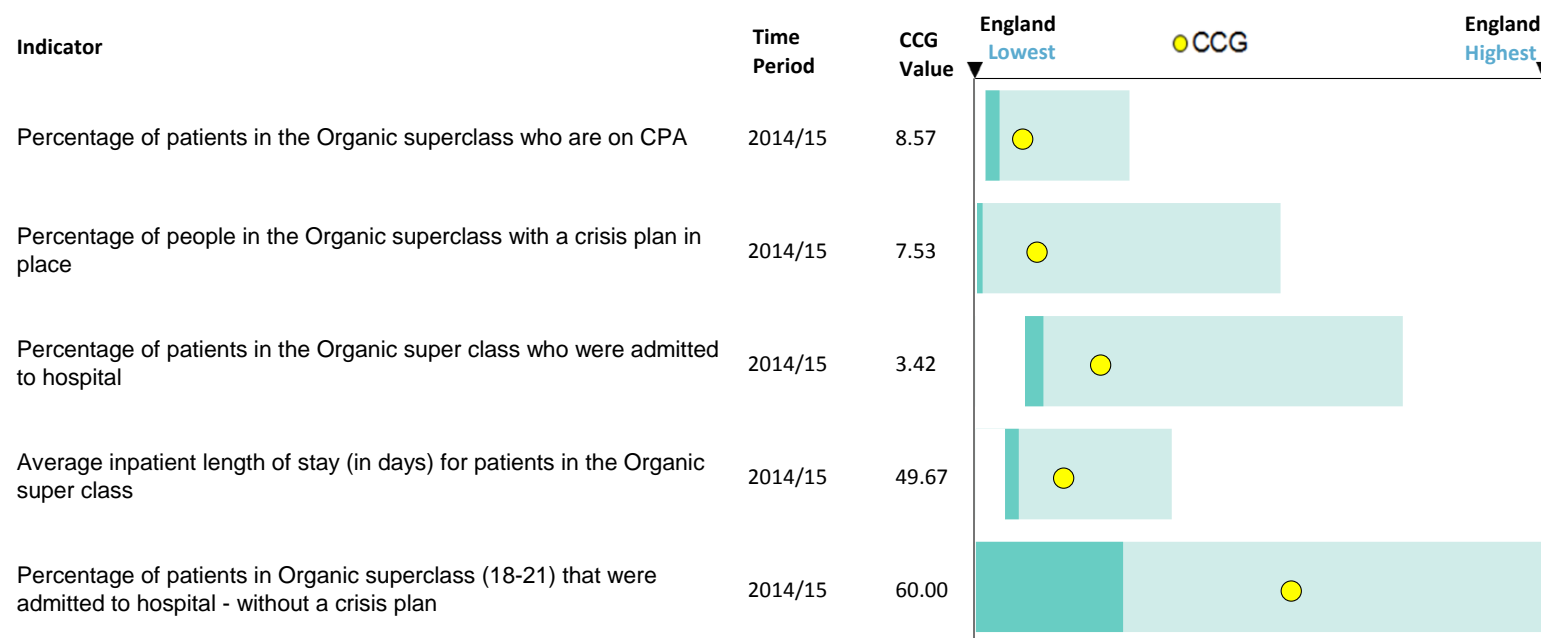 Indicator
Time
Period
CCG
Value
England
Lowest
CCG
England
Highest
Percentage of patients in the Organic superclass who are on CPA
2014/15
8.57
Percentage of people in the Organic superclass with a crisis plan in
place
2014/15
7.53
Percentage of patients in the Organic super class who were admitted
to hospital
2014/15
3.42
Average inpatient length of stay (in days) for patients in the Organic
super class
2014/15
49.67
Percentage of patients in Organic superclass (18-21) that were
admitted to hospital - without a crisis plan
2014/15
60.00